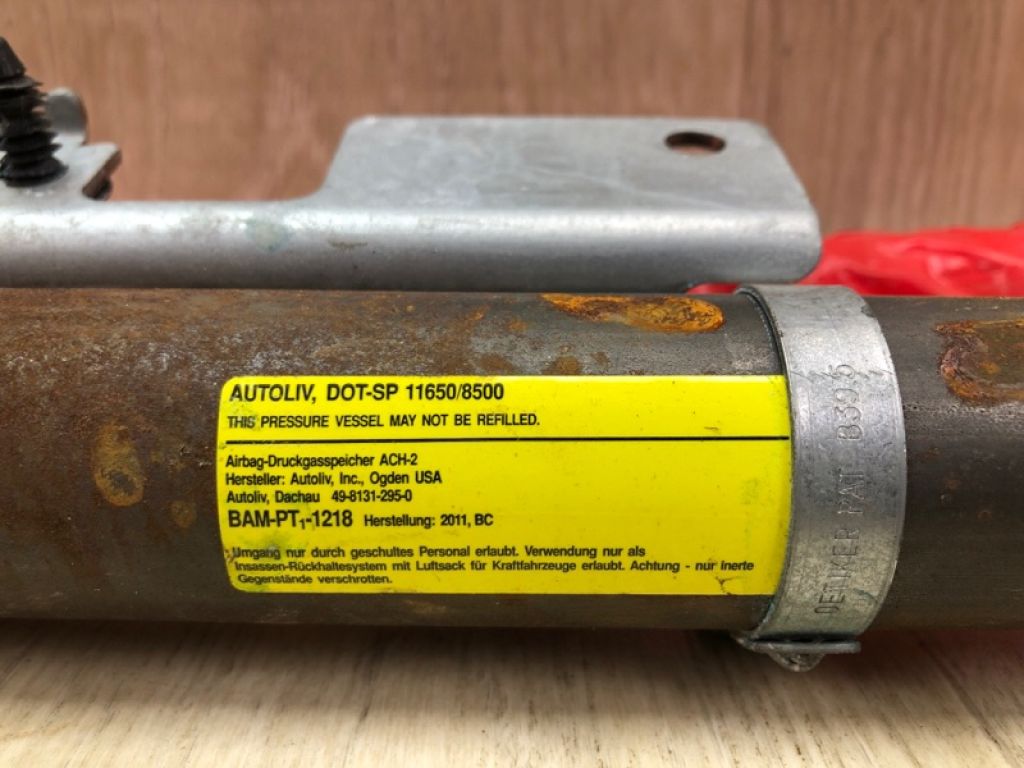 AUTOLIV, DOT-SP 11650/8500
THIS PRESSURE VESSEL MAY NOT BE REFILLED.
Airbag-Druckgasspeicher ACH-2
Hersteller: Autoliv, Inc., Ogden USA
Autoliv, Dachau 49-8131-295-0
BAM-PT₁-1218 Herstellung: 2011, BC
Umgang nur durch geschultes Personal erlaubt. Verwendung nur als
Insassen-Rückhaltesystem mit Luftsack für Kraftfahrzeuge erlaubt. Achtung - nur inerte
Gegenstände verschrotten.
OETIKER PAT